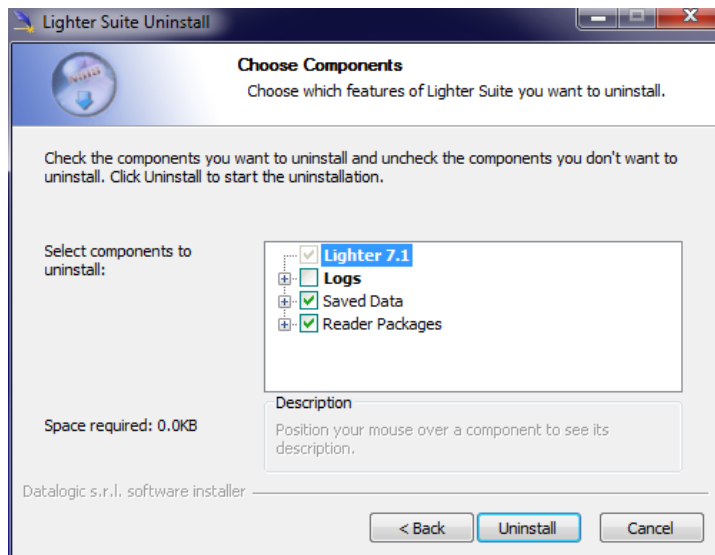 Lighter Suite Uninstall
Choose Components
Choose which features of Lighter Suite you want to uninstall.
Check the components you want to uninstall and uncheck the components you don't want to
uninstall. Click Uninstall to start the uninstallation.
Select components to
uninstall:
Lighter 7.1
Logs
Saved Data
Reader Packages
Space required: 0.0KB
Description
Position your mouse over a component to see its
description.
Datalogic s.r.l. software installer
< Back
Uninstall
Cancel